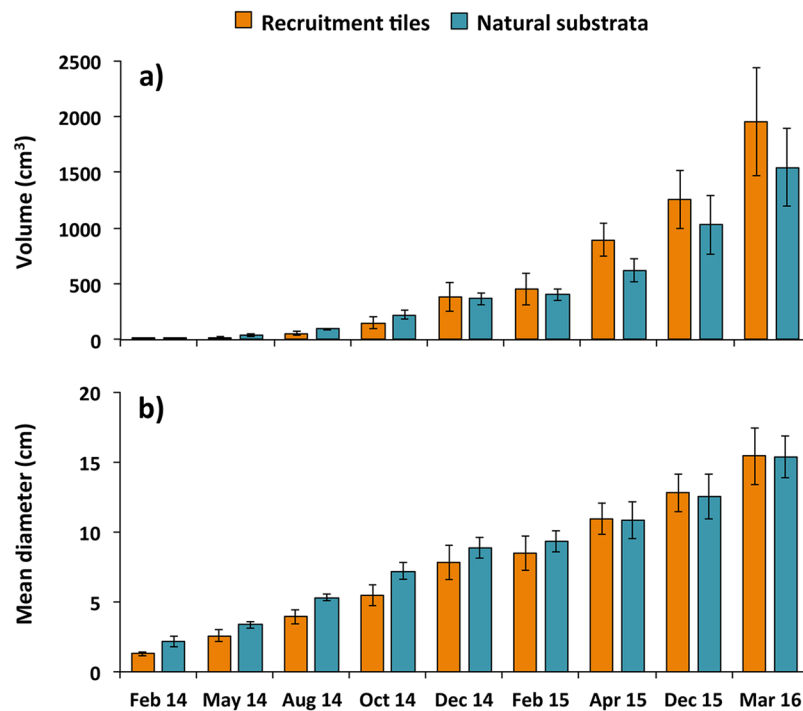 Recruitment tiles Natural substrata
a)
Volume (cm³)
2500
2000
1500
1000
500
0
b)
Mean diameter (cm)
20
15
10
5
0
Feb 14 May 14 Aug 14 Oct 14 Dec 14 Feb 15 Apr 15 Dec 15 Mar 16